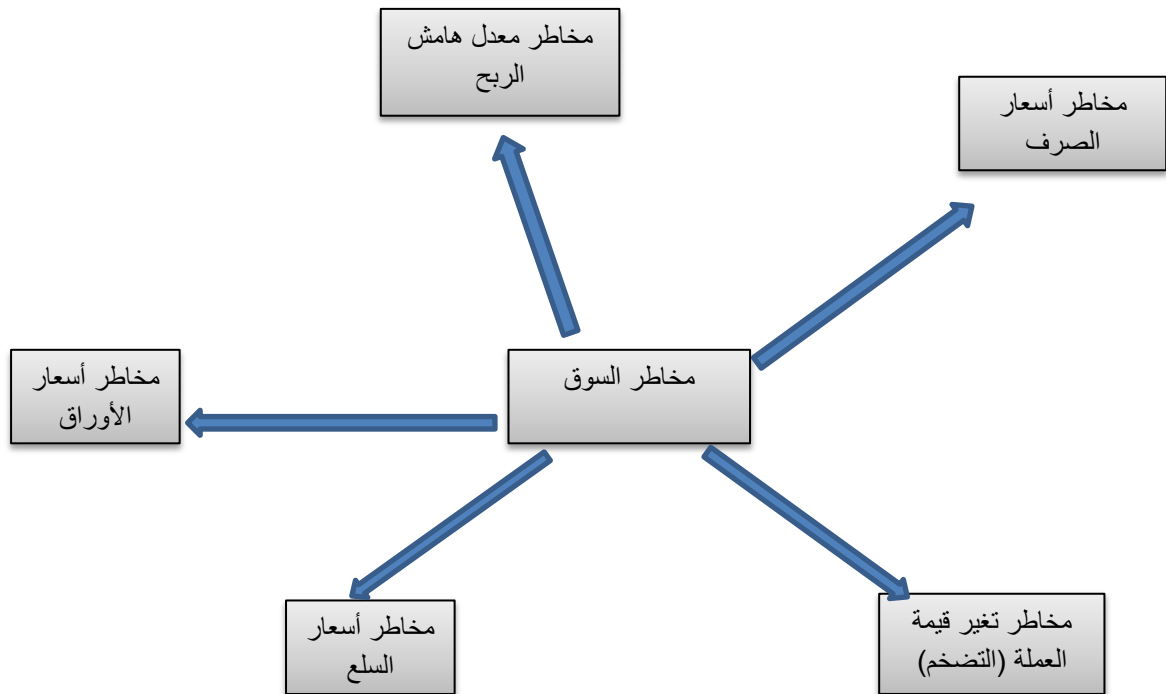 مخاطر معدل هامش
الربح
مخاطر أسعار
الصرف
مخاطر السوق
مخاطر أسعار
الأوراق
مخاطر أسعار
السلع
مخاطر تغير قيمة
العملة (التضخم)